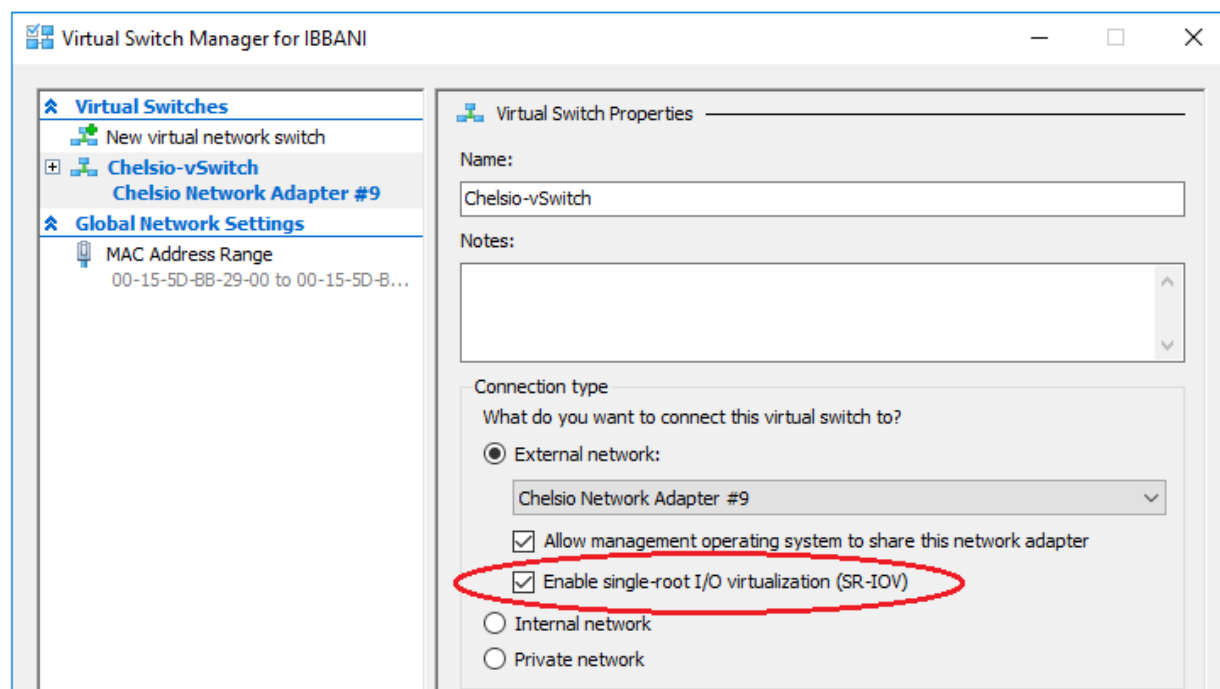 Virtual Switch Manager for IBBANI
Virtual Switches
New virtual network switch
Chelsio-vSwitch
Chelsio Network Adapter #9
Global Network Settings
MAC Address Range
00-15-5D-BB-29-00 to 00-15-5D-B...
Virtual Switch Properties
Name:
Chelsio-vSwitch
Notes:
Connection type
What do you want to connect this virtual switch to?
External network:
Chelsio Network Adapter #9
Allow management operating system to share this network adapter
Enable single-root I/O virtualization (SR-IOV)
Internal network
Private network